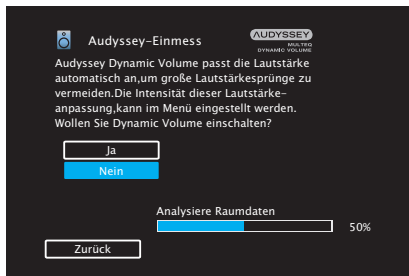 Audyssey-Einmess
AUDYSSEY
MULTEQ
DYNAMIC VOLUME
Audyssey Dynamic Volume passt die Lautstärke
automatisch an,um große Lautstärkesprünge zu
vermeiden.Die Intensität dieser Lautstärke-
anpassung,kann im Menü eingestellt werden.
Wollen Sie Dynamic Volume einschalten?
Ja
Nein
Analysiere Raumdaten
50%
Zurück